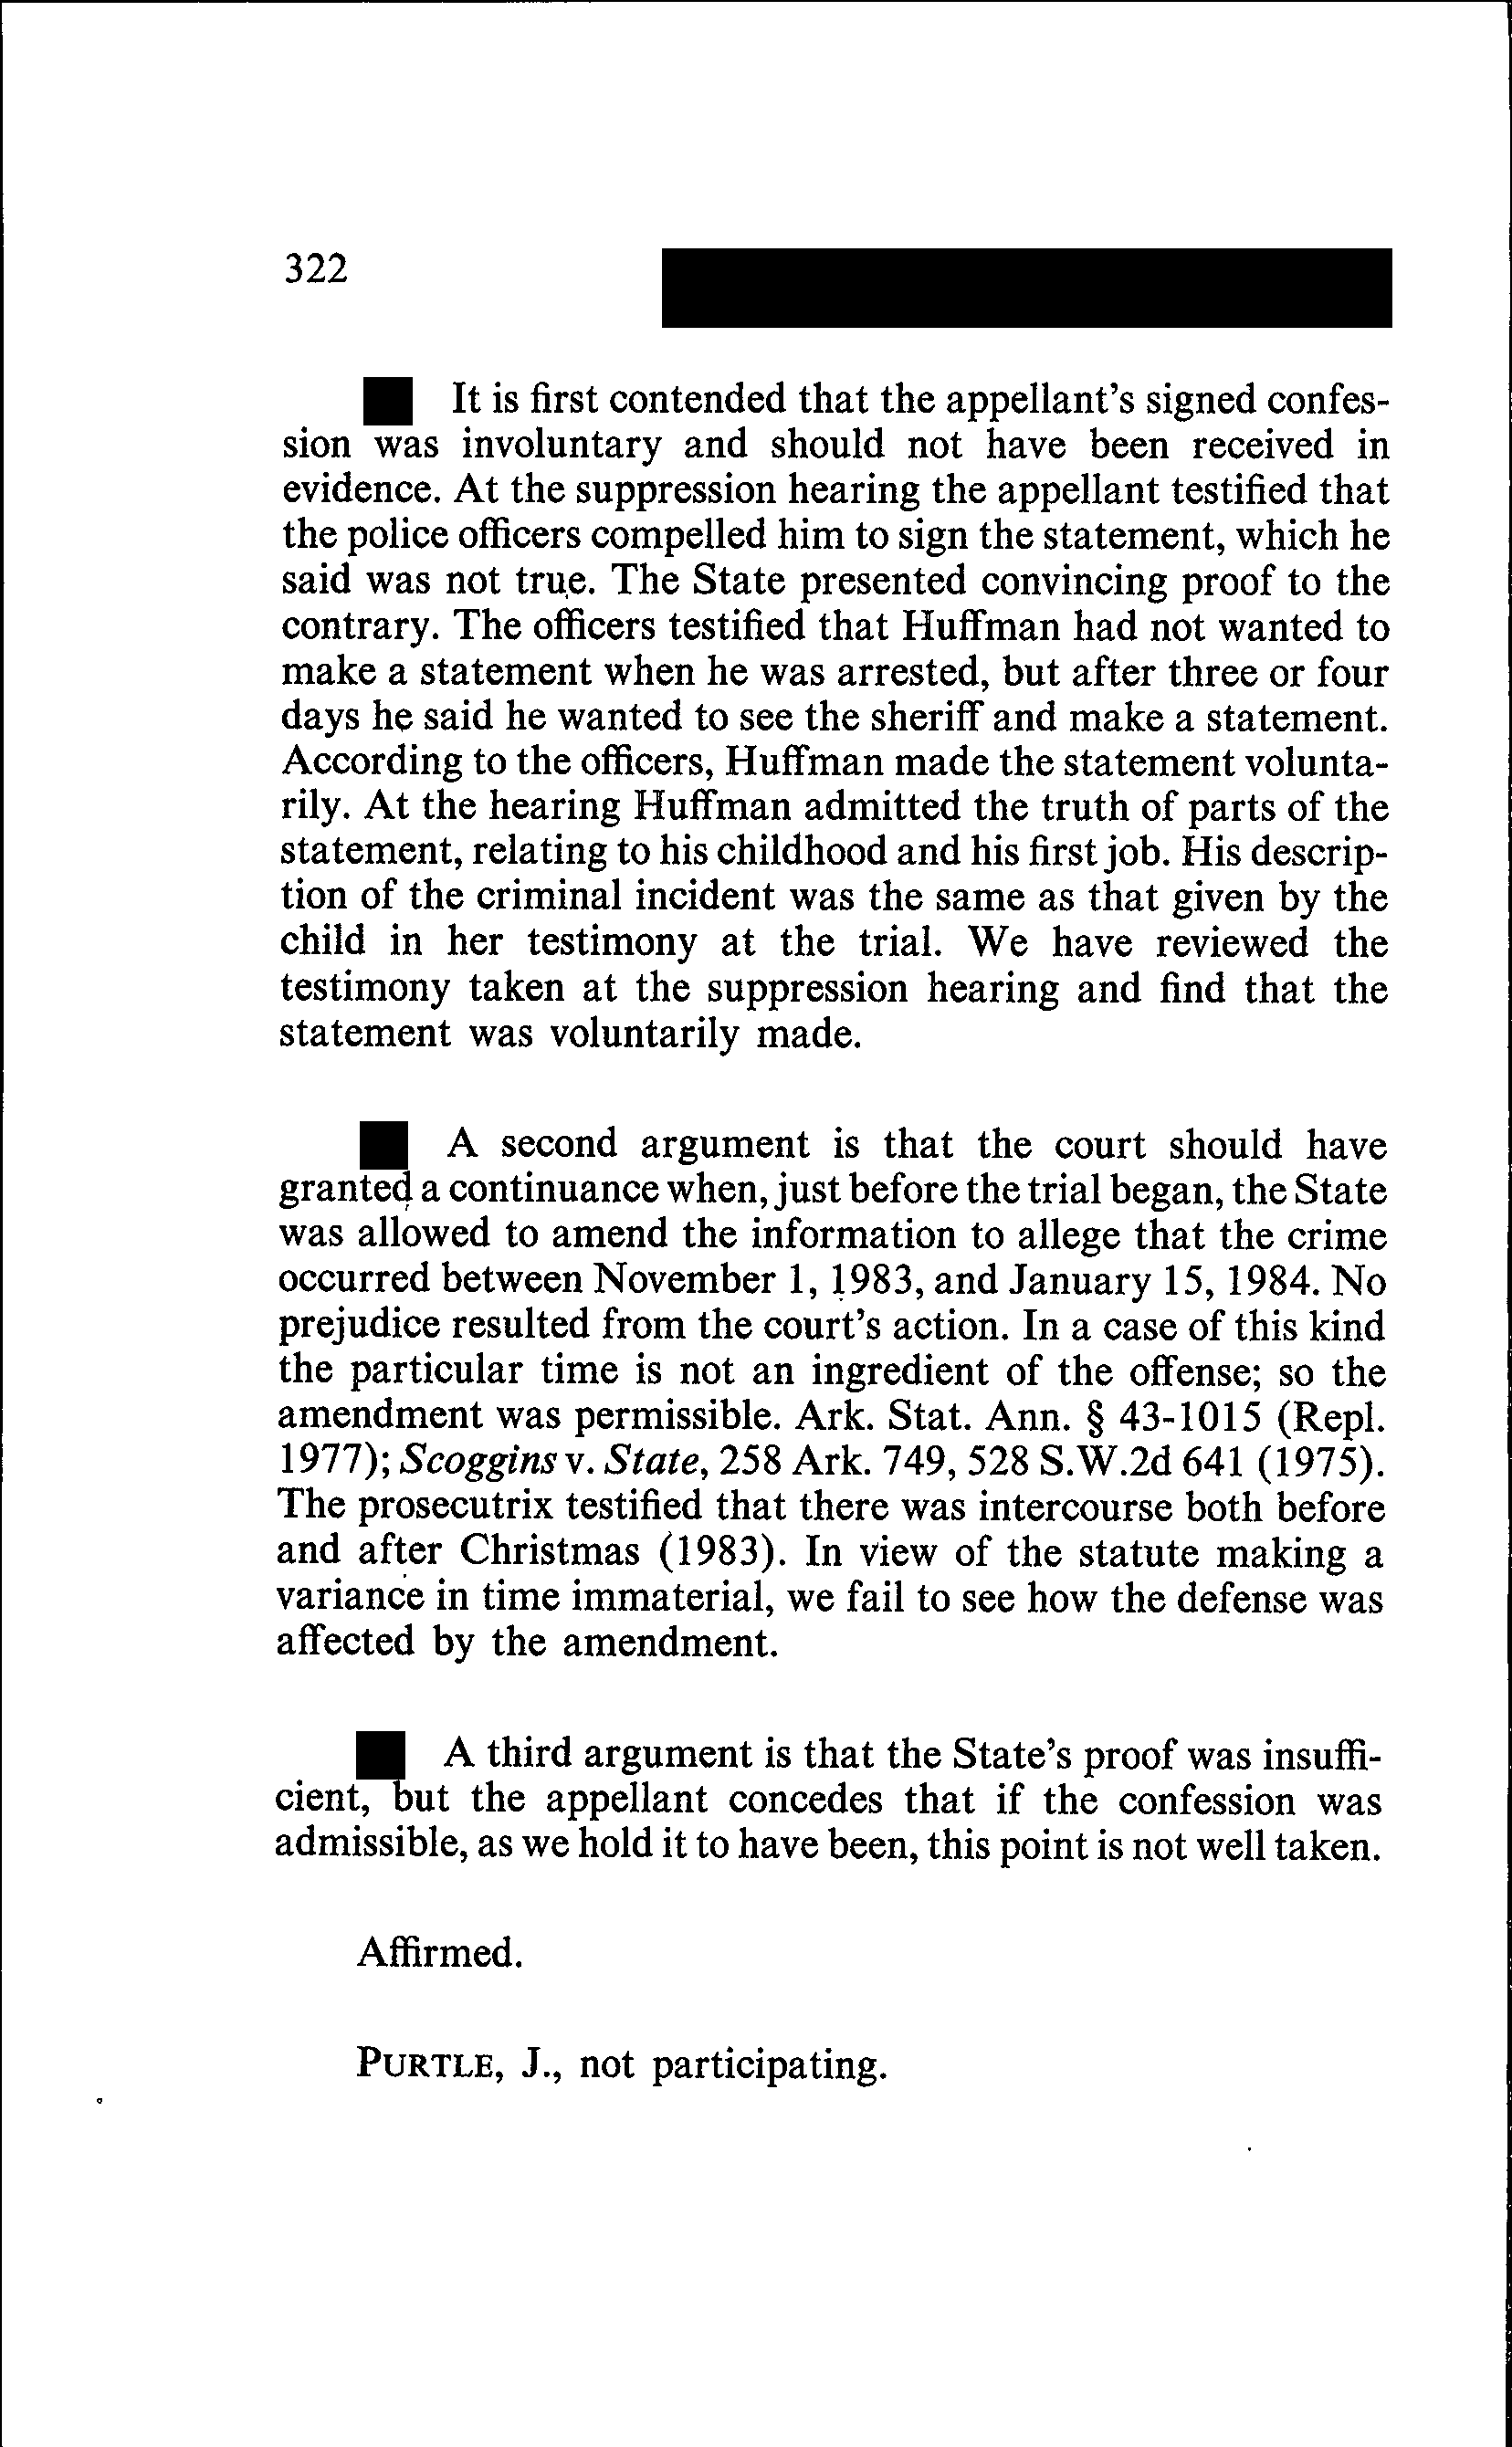 322
It is first contended that the appellant's signed confes-
sion was involuntary and should not have been received in
evidence. At the suppression hearing the appellant testified that
the police officers compelled him to sign the statement, which he
said was not true. The State presented convincing proof to the
contrary. The officers testified that Huffman had not wanted to
make a statement when he was arrested, but after three or four
days he said he wanted to see the sheriff and make a statement.
According to the officers, Huffman made the statement volunta-
rily. At the hearing Huffman admitted the truth of parts of the
statement, relating to his childhood and his first job. His descrip-
tion of the criminal incident was the same as that given by the
child in her testimony at the trial. We have reviewed the
testimony taken at the suppression hearing and find that the
statement was voluntarily made.
A second argument is that the court should have
granted a continuance when, just before the trial began, the State
was allowed to amend the information to allege that the crime
occurred between November 1, 1983, and January 15, 1984. No
prejudice resulted from the court's action. In a case of this kind
the particular time is not an ingredient of the offense; so the
amendment was permissible. Ark. Stat. Ann. § 43-1015 (Repl.
1977); Scoggins v. State, 258 Ark. 749, 528 S.W.2d 641 (1975).
The prosecutrix testified that there was intercourse both before
and after Christmas (1983). In view of the statute making a
variance in time immaterial, we fail to see how the defense was
affected by the amendment.
A third argument is that the State's proof was insuffi-
cient, but the appellant concedes that if the confession was
admissible, as we hold it to have been, this point is not well taken.
Affirmed.
PURTLE, J., not participating.